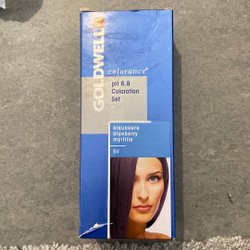 GOLDWELL
colorance®
pH 6.8
Coloration
Set
blaubeere
blueberry
myrtille
5V